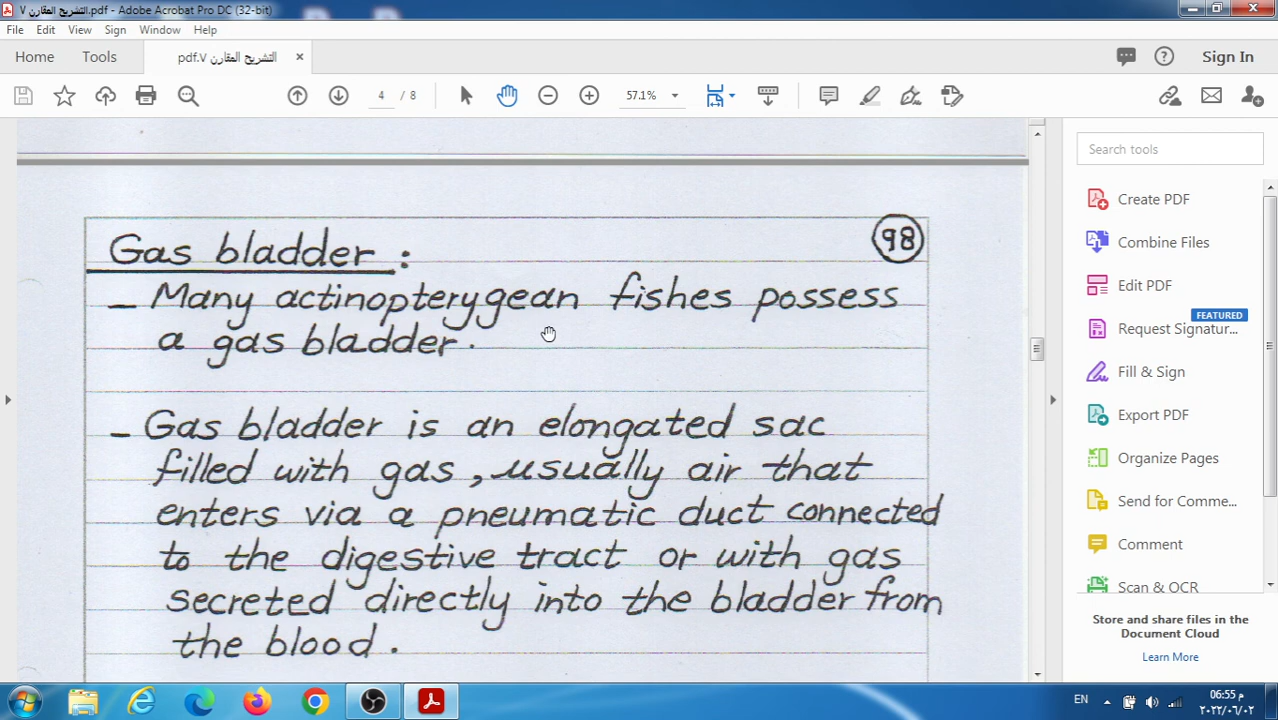 التشريح المقارن ٧.pdf - Adobe Acrobat Pro DC (32-bit)
File Edit View Sign Window Help
Home Tools التشريح المقارن ٧.pdf × Sign In
4 / 8 57.1%
Search tools
Create PDF
Combine Files
Edit PDF
FEATURED
Request Signatur...
Fill & Sign
Export PDF
Organize Pages
Send for Comme...
Comment
Scan & OCR
Store and share files in the
Document Cloud
Learn More
98
Gas bladder :
- Many actinopterygean fishes possess
a gas bladder.
- Gas bladder is an elongated sac
filled with gas, usually air that
enters via a pneumatic duct connected
to the digestive tract or with gas
secreted directly into the bladder from
the blood.
EN
06:55 م
٢٠٢٢/٠٦/٠٢